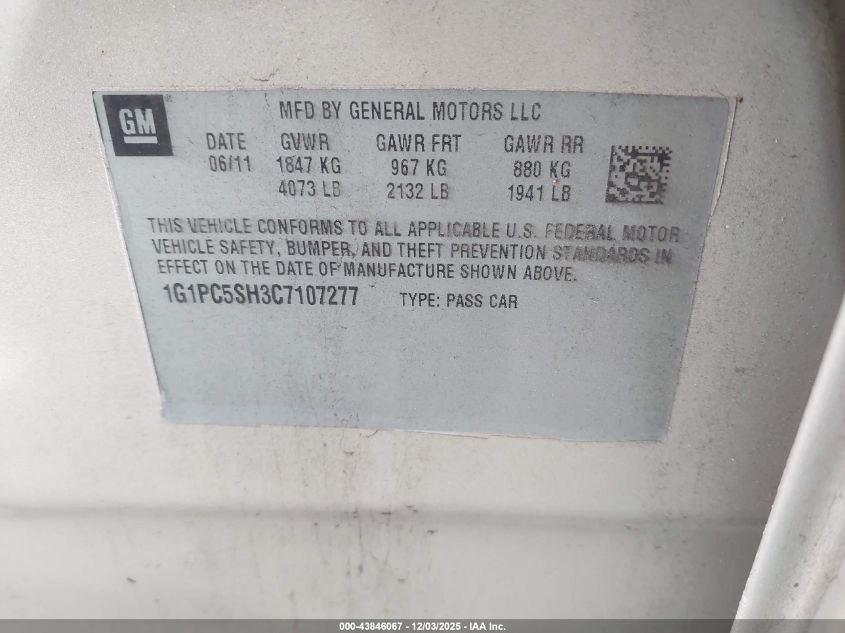 GM
MFD BY GENERAL MOTORS LLC
DATE GVWR GAWR FRT GAWR RR
06/11 1847 KG 967 KG 880 KG
4073 LB 2132 LB 1941 LB
THIS VEHICLE CONFORMS TO ALL APPLICABLE U.S. FEDERAL MOTOR
VEHICLE SAFETY, BUMPER, AND THEFT PREVENTION STANDARDS IN
EFFECT ON THE DATE OF MANUFACTURE SHOWN ABOVE.
1G1PC5SH3C7107277 TYPE: PASS CAR
000-43846067 - 12/03/2025 - IAA Inc.